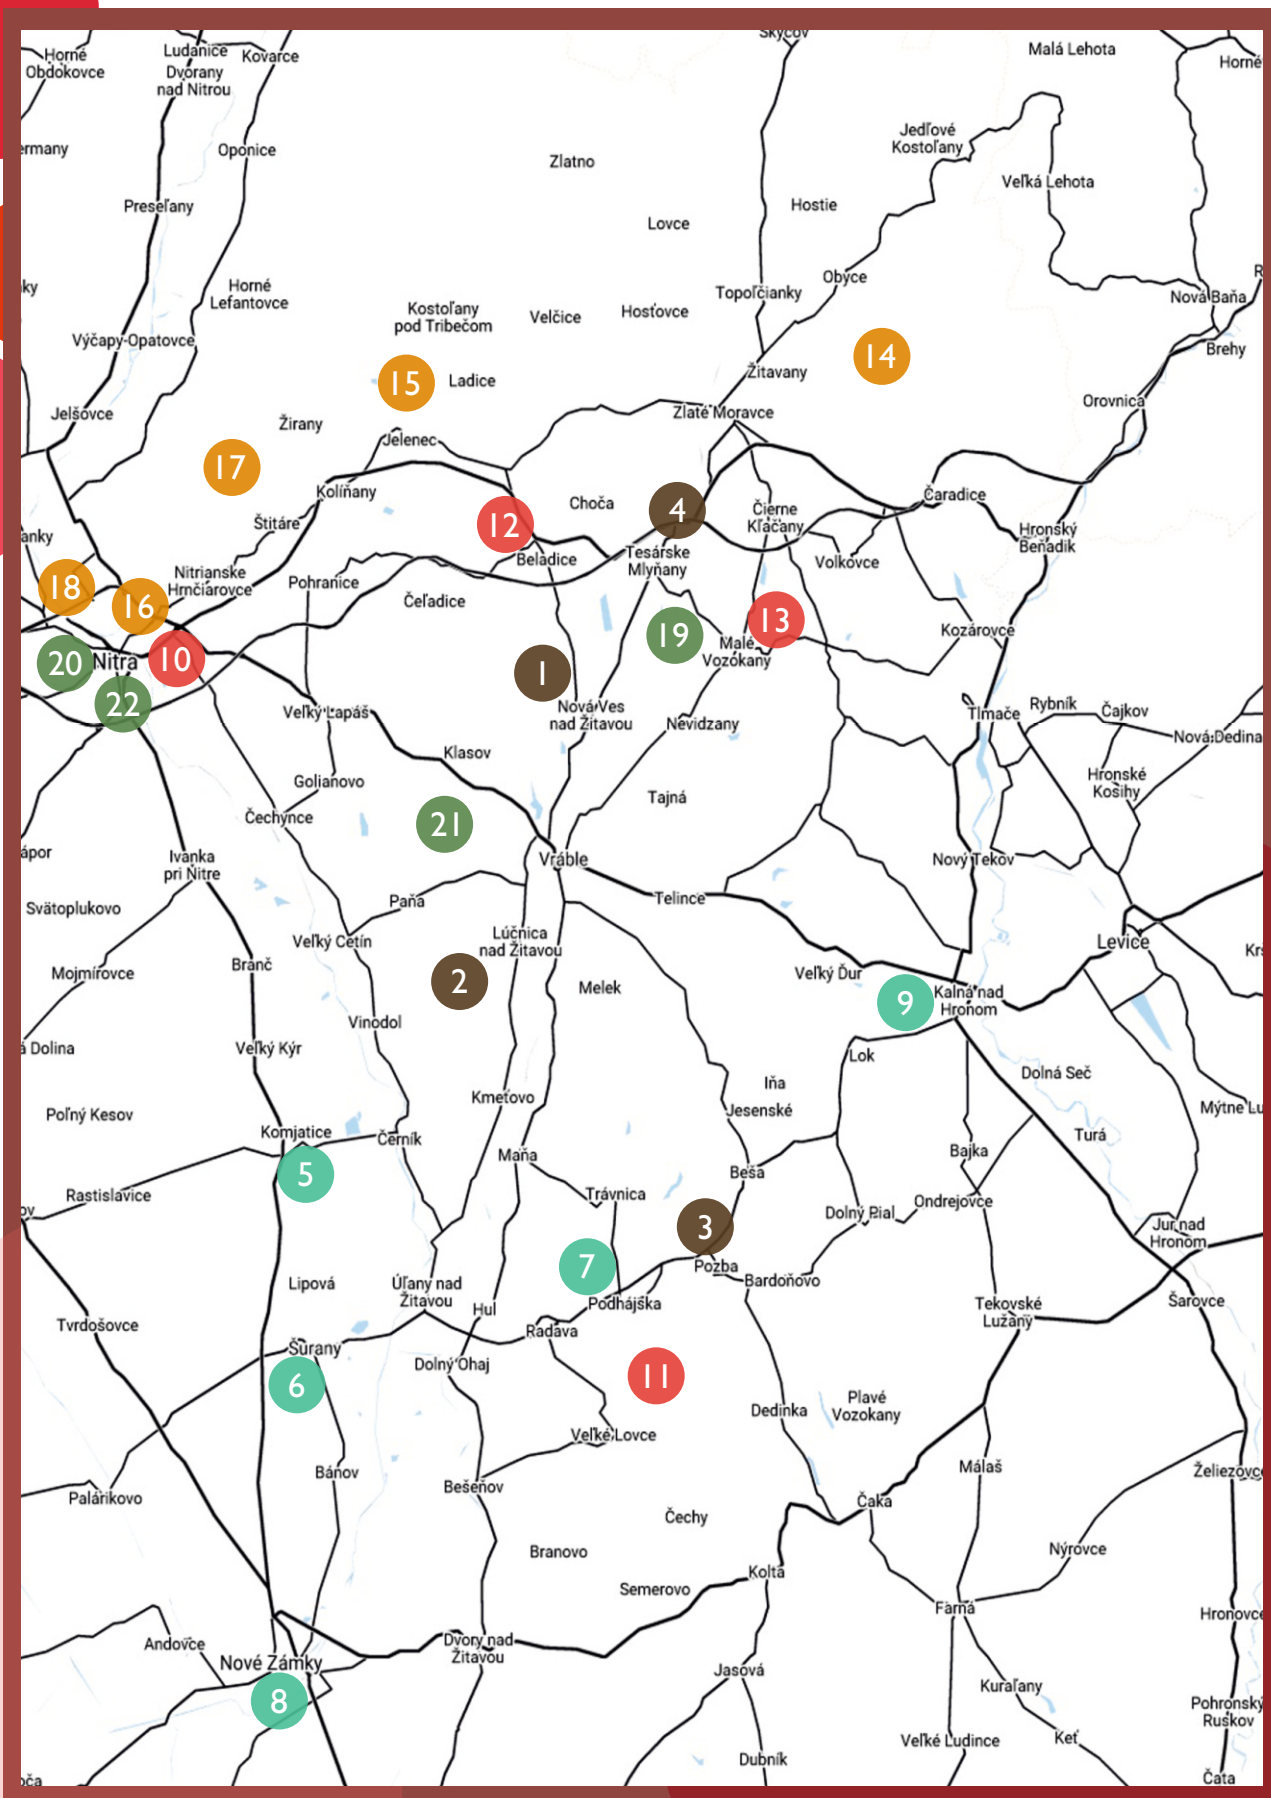 Skýcov
Malá Lehota
Horné
Obdokovce
Ludanice
Dvorany
nad Nitrou
Kovarce
Horné
ermany
Oponice
Zlatno
Jedľové
Kostoľany
Veľká Lehota
Preseľany
Lovce
Hostie
ky
Horné
Lefantovce
Kostoľany
pod Tribečom
Velčice
Hosťovce
Topoľčianky
Obyce
Nová Baňa
Výčapy-Opatovce
14
Brehy
15
Ladice
Žitavany
Jelšovce
Žirany
Jelenec
Zlaté Moravce
Orovnica
17
Kolíňany
Choča
4
Čierne
Kľačany
Čaradice
Štitáre
12
Hronský
Beňadik
anky
Beladice
Tesárske
Mlyňany
Volkovce
18
16
Nitrianske
Hrnčiarovce
Pohranice
Čeľadice
19
13
Malé
Vozokany
Kozárovce
20
Nitra
10
1
22
Veľký Lapáš
Nová Ves
nad Žitavou
Nevidzany
Tlmače
Rybník
Čajkov
Nová Dedina
Klasov
Golianovo
Hronské
Kosihy
Tajná
Čechynce
21
ápor
Ivanka
pri Nitre
Vráble
Nový Tekov
Svätoplukovo
Paňa
Telince
Veľký Cetín
Lúčnica
nad Žitavou
Levice
Mojmírovce
Branč
2
Melek
Veľký Ďur
9
Kalná nad
Hronom
Vinodol
á Dolina
Veľký Kýr
Lok
Dolná Seč
Iňa
Poľný Kesov
Kmeťovo
Jesenské
Mýtne Lu
Komjatice
Černík
Turá
5
Maňa
Beša
Bajka
Rastislavice
Trávnica
Dolný Pial
Ondrejovce
3
Jur nad
Hronom
7
Pozba
Bardoňovo
Lipová
Úľany nad
Žitavou
Hul
Podhájska
Tekovské
Lužany
Šarovce
Tvrdošovce
Radava
Šurany
Dolný Ohaj
6
11
Dedinka
Plavé
Vozokany
Veľké Lovce
Bánov
Bešeňov
Málaš
Želiezovce
Palárikovo
Čechy
Čaka
Branovo
Nýrovce
Semerovo
Kolta
Farná
Hronovce
Andovce
Dvory nad
Žitavou
Nové Zámky
Jasová
Kuraľany
8
Pohronský
Ruskov
Veľké Ludince
Keť
Dubník
Čata